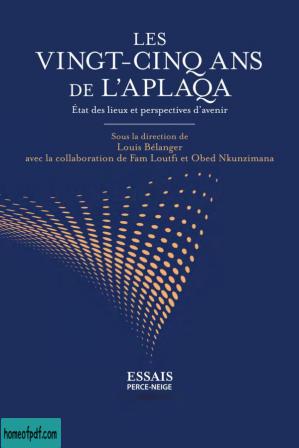 LES
VINGT-CINQ ANS
DE L'APLAQA
État des lieux et perspectives d'avenir
Sous la direction de
Louis Bélanger
avec la collaboration de Fam Loutfi et Obed Nkunzimana
ESSAIS
PERCE-NEIGE
homeofpdf.com